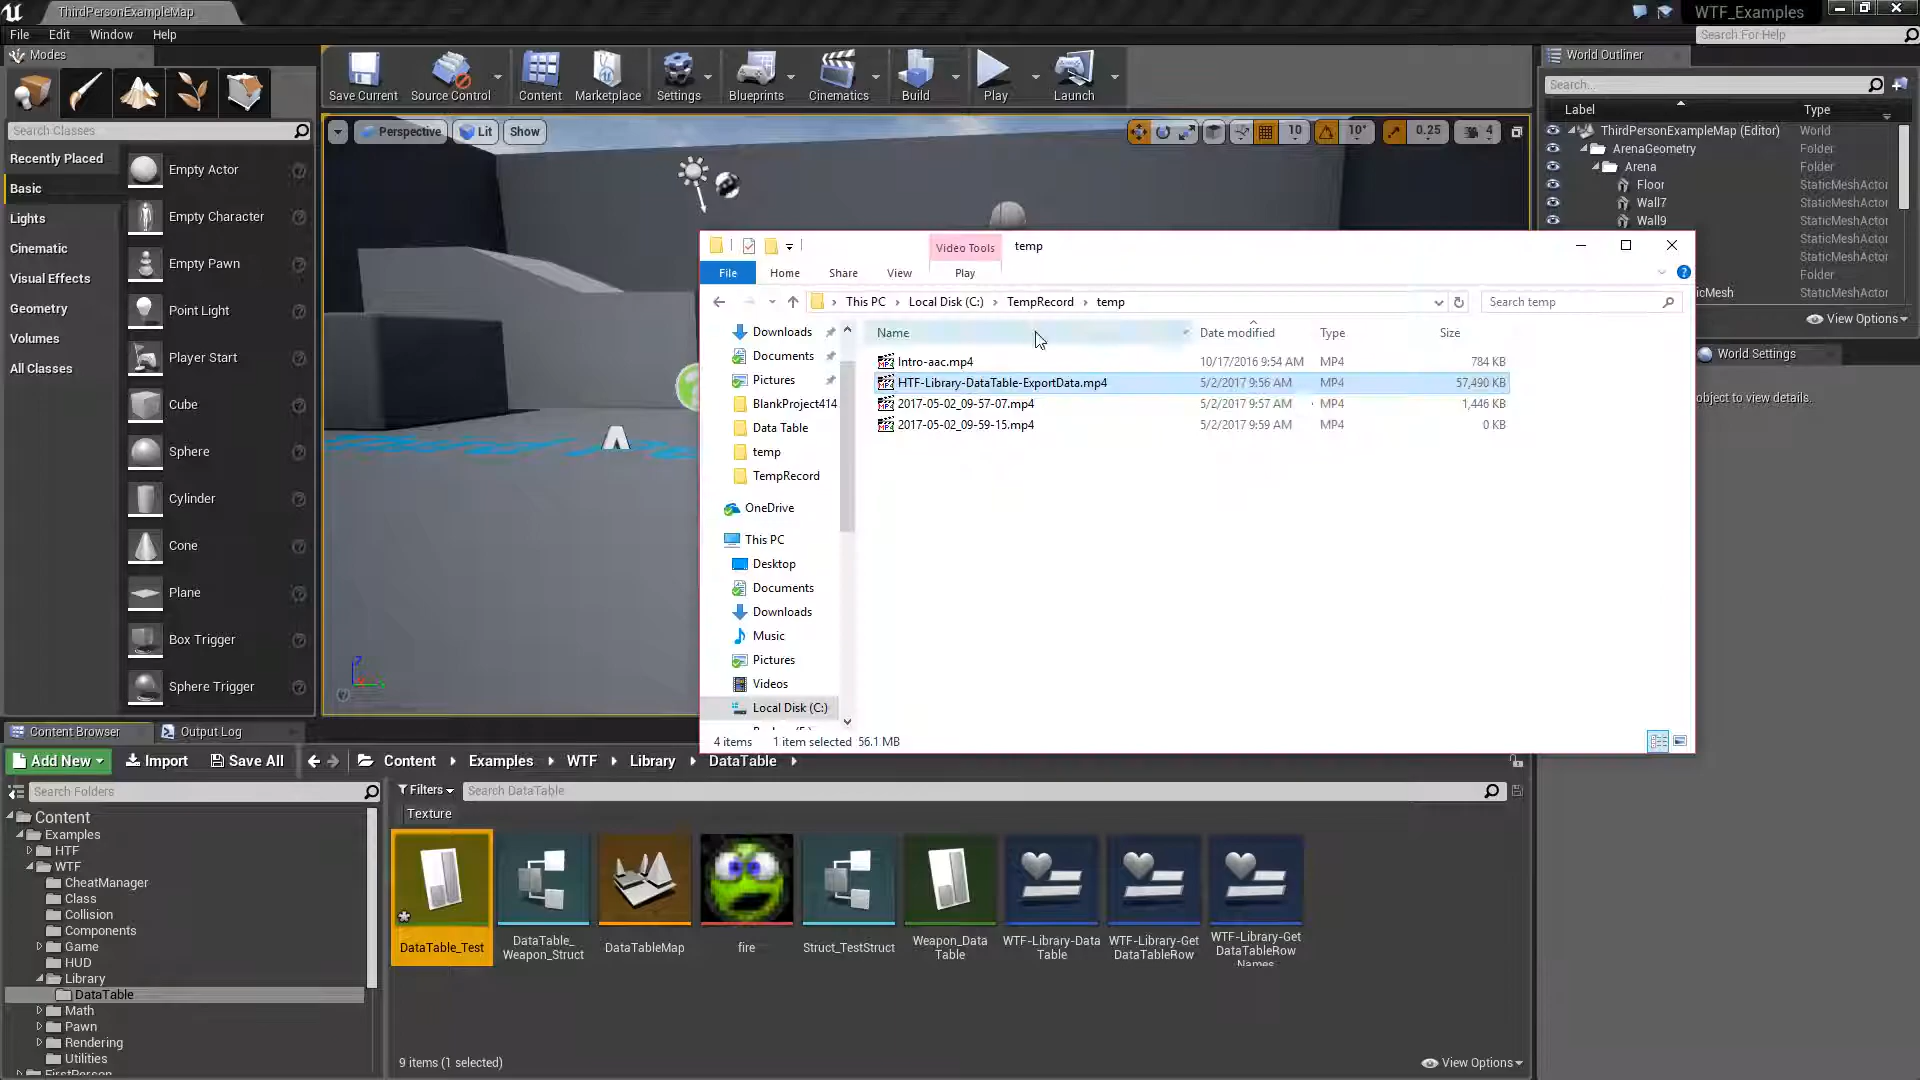 ThirdPersonExampleMap
WTF_Examples
File Edit Window Help
Search For Help
Modes
World Outliner
Save Current Source Control Content Marketplace Settings Blueprints Cinematics Build Play Launch
Search...
Label Type
Search Classes
Perspective Lit Show 10 10° 0.25 4
ThirdPersonExampleMap (Editor) World
ArenaGeometry Folder
Arena Folder
Floor StaticMeshActor
Wall7 StaticMeshActor
Wall9 StaticMeshActor
StaticMeshActor
StaticMeshActor
Folder
StaticMeshActor
View Options
World Settings
object to view details.
Recently Placed
Basic
Lights
Cinematic
Visual Effects
Geometry
Volumes
All Classes
Empty Actor
Empty Character
Empty Pawn
Point Light
Player Start
Cube
Sphere
Cylinder
Cone
Plane
Box Trigger
Sphere Trigger
Video Tools temp
File Home Share View Play
This PC Local Disk (C:) TempRecord temp
Search temp
Name Date modified Type Size
Intro-aac.mp4 10/17/2016 9:54 AM MP4 784 KB
HTF-Library-DataTable-ExportData.mp4 5/2/2017 9:56 AM MP4 57,490 KB
2017-05-02_09-57-07.mp4 5/2/2017 9:57 AM MP4 1,446 KB
2017-05-02_09-59-15.mp4 5/2/2017 9:59 AM MP4 0 KB
Downloads
Documents
Pictures
BlankProject414
Data Table
temp
TempRecord
OneDrive
This PC
Desktop
Documents
Downloads
Music
Pictures
Videos
Local Disk (C:)
4 items 1 item selected 56.1 MB
Content Browser Output Log
Add New Import Save All Content Examples WTF Library DataTable
Search Folders
Filters Search DataTable
Texture
Content
Examples
HTF
WTF
CheatManager
Class
Collision
Components
Game
HUD
Library
DataTable
Math
Pawn
Rendering
Utilities
FirstPerson
DataTable_Test
DataTable_
Weapon_Struct
DataTableMap
fire
Struct_TestStruct
Weapon_Data
Table
WTF-Library-Data
Table
WTF-Library-Get
DataTableRow
WTF-Library-Get
DataTableRow
Names
9 items (1 selected)
View Options